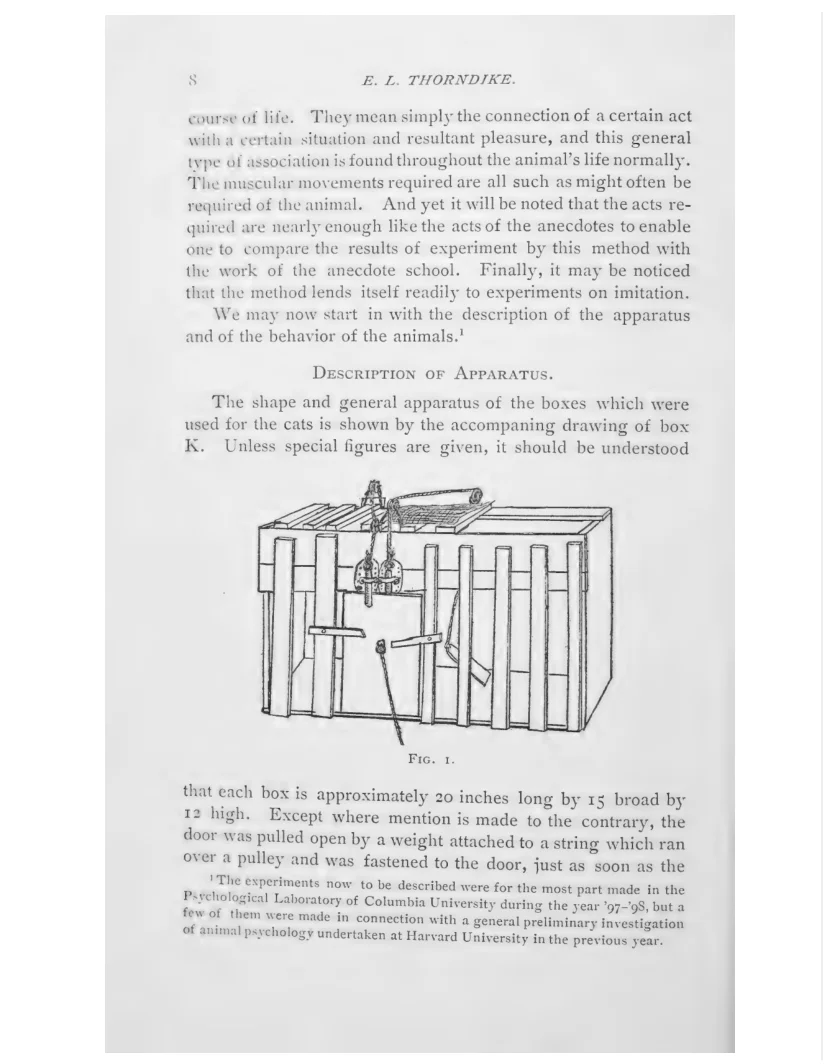 8
E. L. THORNDIKE.
course of life. They mean simply the connection of a certain act
with a certain situation and resultant pleasure, and this general
type of association is found throughout the animal's life normally.
The muscular movements required are all such as might often be
required of the animal. And yet it will be noted that the acts re-
quired are nearly enough like the acts of the anecdotes to enable
one to compare the results of experiment by this method with
the work of the anecdote school. Finally, it may be noticed
that the method lends itself readily to experiments on imitation.
We may now start in with the description of the apparatus
and of the behavior of the animals.¹
DESCRIPTION OF APPARATUS.
The shape and general apparatus of the boxes which were
used for the cats is shown by the accompaning drawing of box
K. Unless special figures are given, it should be understood
FIG. 1.
that each box is approximately 20 inches long by 15 broad by
12 high. Except where mention is made to the contrary, the
door was pulled open by a weight attached to a string which ran
over a pulley and was fastened to the door, just as soon as the
¹ The experiments now to be described were for the most part made in the
Psychological Laboratory of Columbia University during the year '97–'98, but a
few of them were made in connection with a general preliminary investigation
of animal psychology undertaken at Harvard University in the previous year.